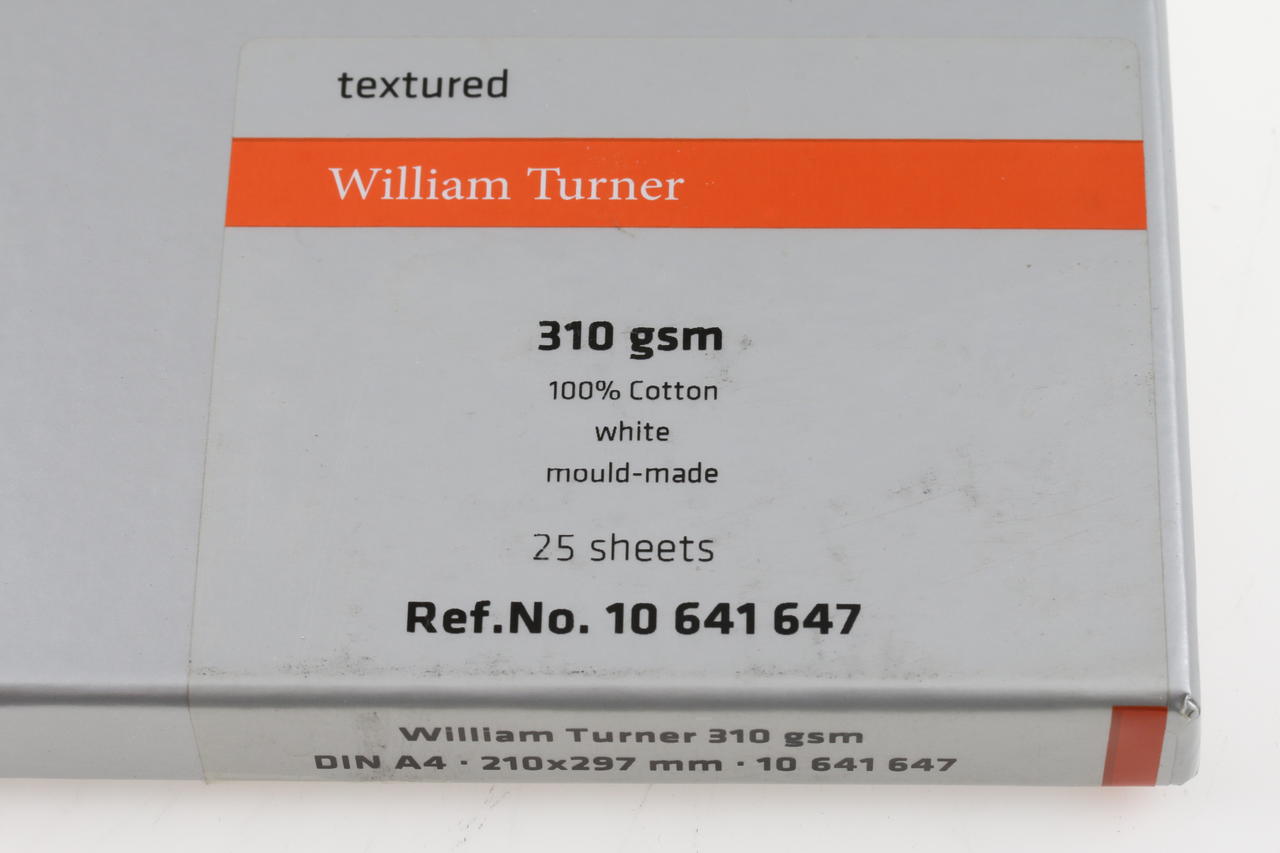 textured
William Turner
310 gsm
100% Cotton
white
mould-made
25 sheets
Ref.No. 10 641 647
William Turner 310 gsm
DIN A4 · 210x297 mm · 10 641 647